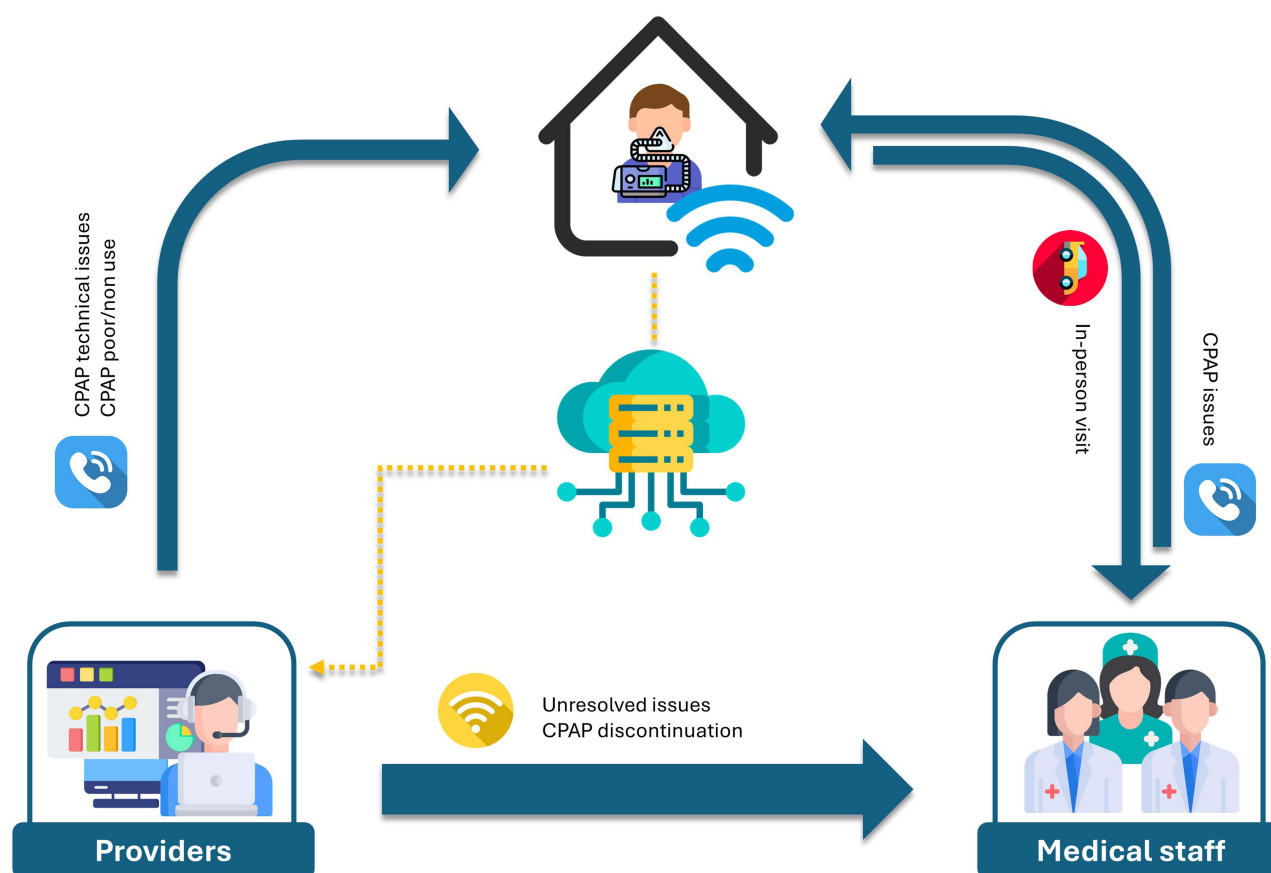 CPAP technical issues
CPAP poor/non use
In-person visit
CPAP issues
Unresolved issues
CPAP discontinuation
Providers
Medical staff